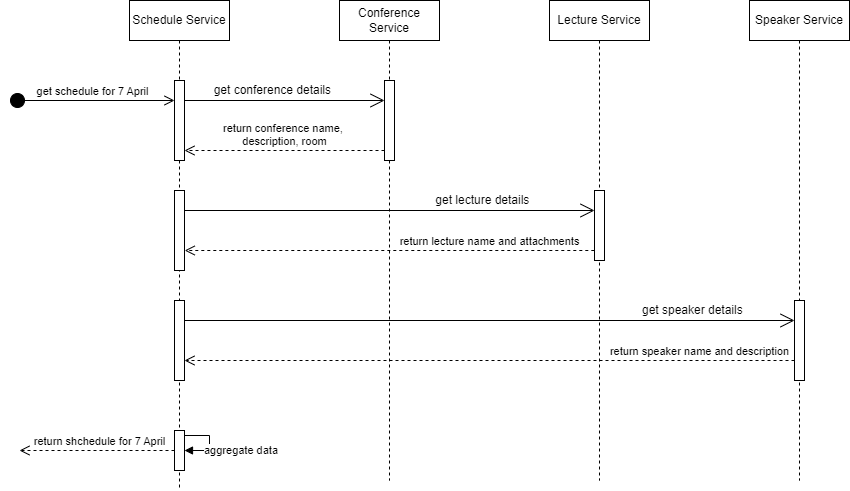 Schedule Service
Conference
Service
Lecture Service
Speaker Service
get schedule for 7 April
get conference details
return conference name,
description, room
get lecture details
return lecture name and attachments
get speaker details
return speaker name and description
return shchedule for 7 April
aggregate data